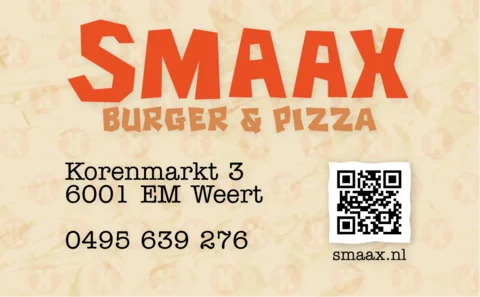 SMAAX
BURGER & PIZZA
Korenmarkt 3
6001 EM Weert
0495 639 276
smaax.nl